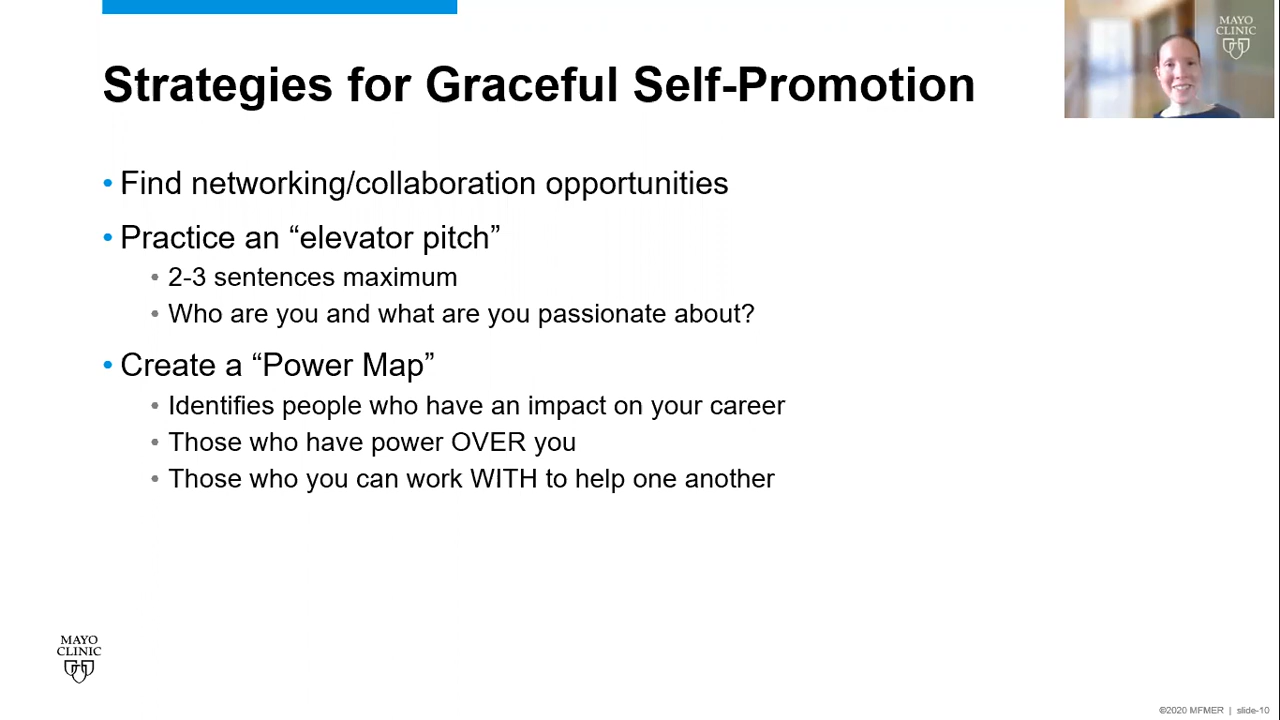 MAYO
CLINIC
Strategies for Graceful Self-Promotion
• Find networking/collaboration opportunities
• Practice an “elevator pitch”
• 2-3 sentences maximum
• Who are you and what are you passionate about?
• Create a “Power Map”
• Identifies people who have an impact on your career
• Those who have power OVER you
• Those who you can work WITH to help one another
MAYO
CLINIC
©2020 MFMER | slide-10